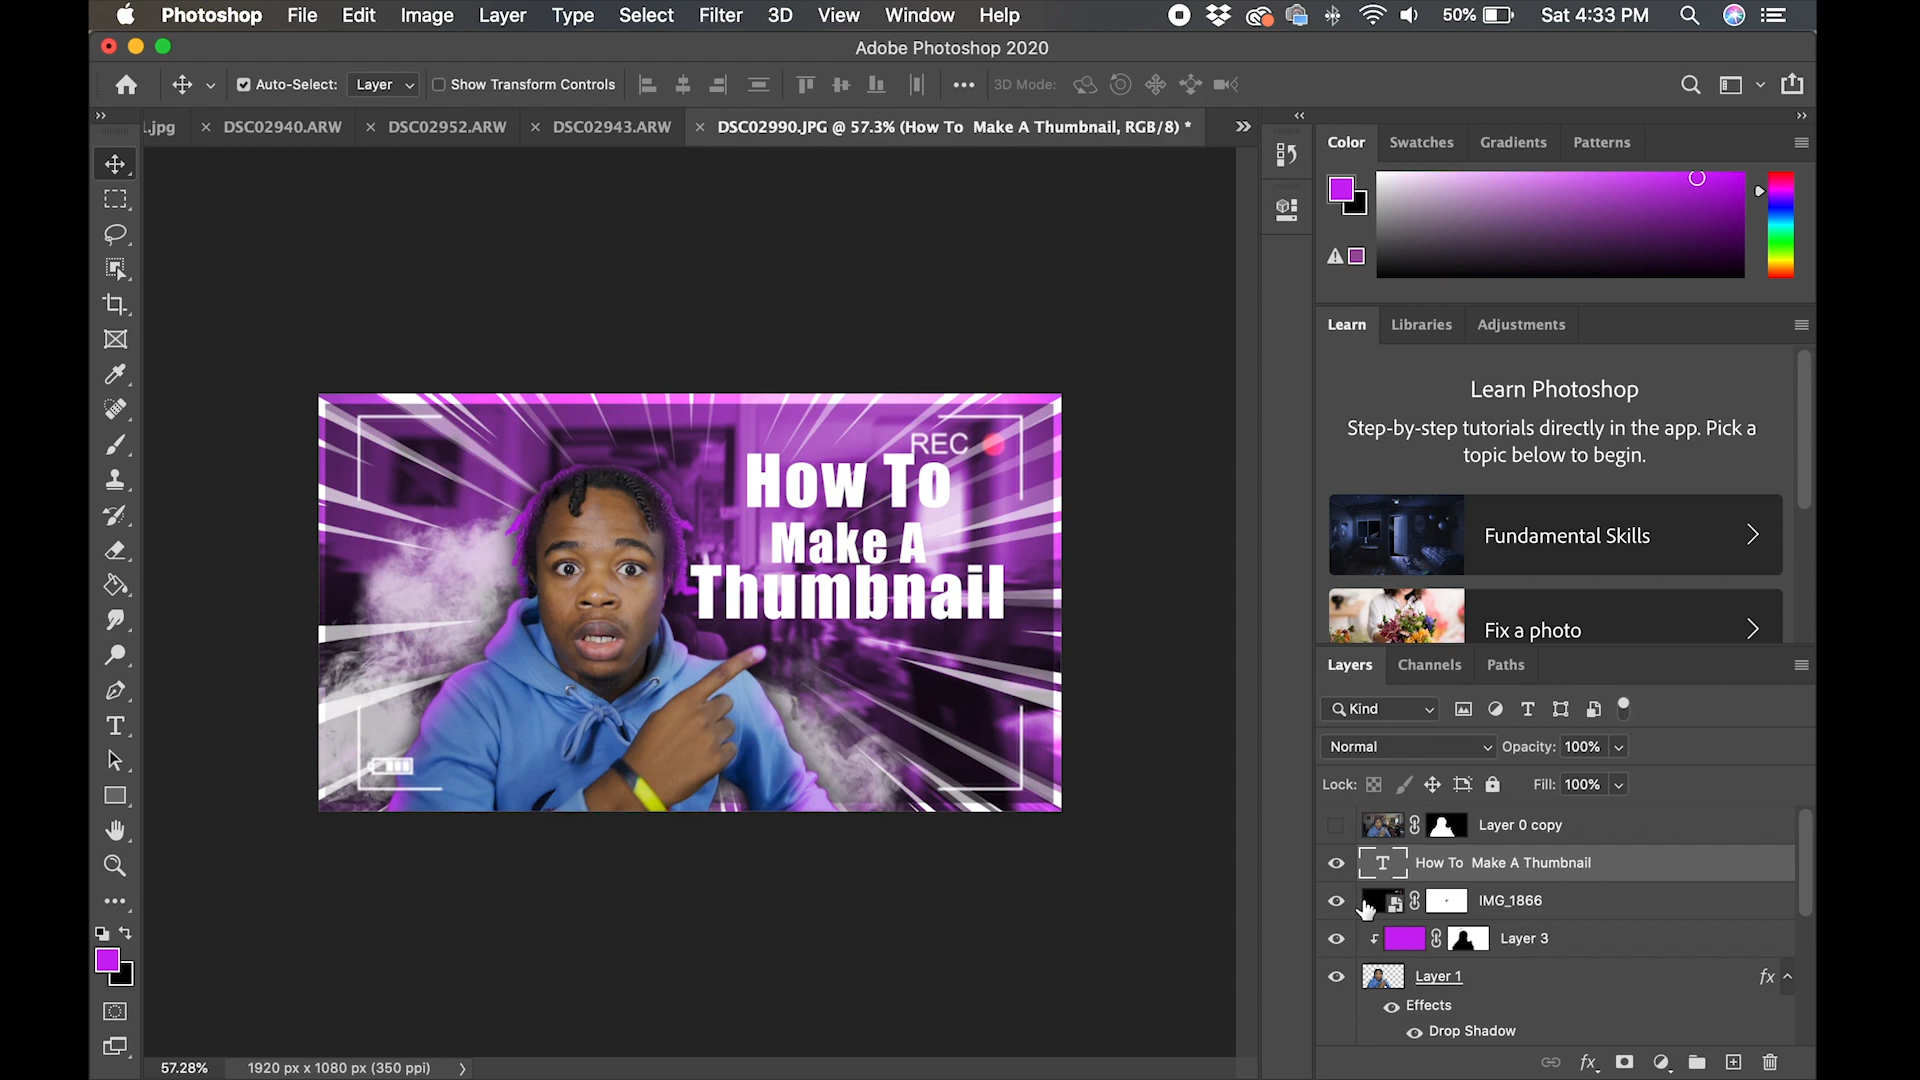 Photoshop File Edit Image Layer Type Select Filter 3D View Window Help 50% Sat 4:33 PM
Adobe Photoshop 2020
Auto-Select: Layer Show Transform Controls 3D Mode:
.jpg × DSC02940.ARW × DSC02952.ARW × DSC02943.ARW × DSC02990.JPG @ 57.3% (How To Make A Thumbnail, RGB/8) *
Color Swatches Gradients Patterns
Learn Libraries Adjustments
Learn Photoshop
Step-by-step tutorials directly in the app. Pick a
topic below to begin.
Fundamental Skills
Fix a photo
REC
How To
Make A
Thumbnail
Layers Channels Paths
Kind
Normal Opacity: 100%
Lock: Fill: 100%
Layer 0 copy
T How To Make A Thumbnail
IMG_1866
Layer 3
Layer 1 fx
Effects
Drop Shadow
fx
57.28% 1920 px x 1080 px (350 ppi)